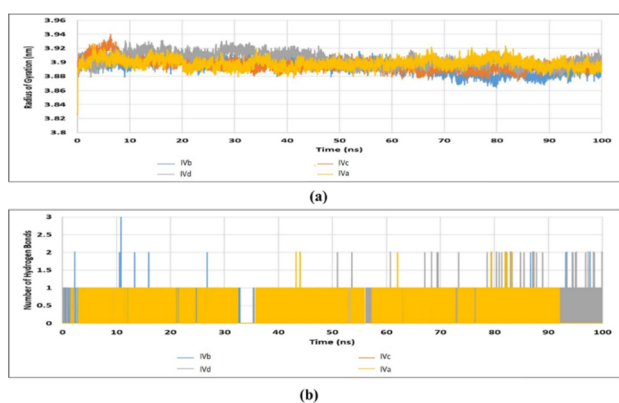 3.96
3.94
3.92
3.9
3.88
3.86
3.84
3.82
3.8
Radius of Gyration (nm)
0 10 20 30 40 50 60 70 80 90 100
Time (ns)
IVb IVc
IVd IVa
(a)
3
2.5
2
1.5
1
0.5
0
Number of Hydrogen Bonds
0 10 20 30 40 50 60 70 80 90 100
Time (ns)
IVb IVc
IVd IVa
(b)